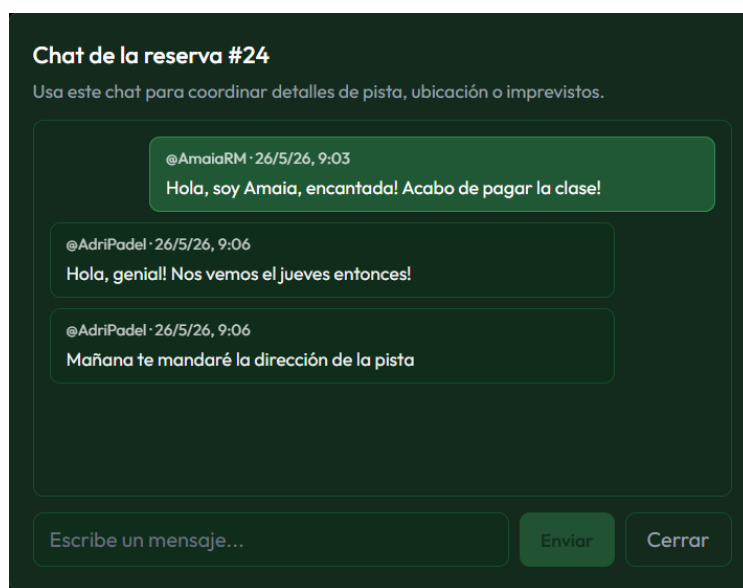 Chat de la reserva #24
Usa este chat para coordinar detalles de pista, ubicación o imprevistos.
@AmaiaRM · 26/5/26, 9:03
Hola, soy Amaia, encantada! Acabo de pagar la clase!
@AdriPadel · 26/5/26, 9:06
Hola, genial! Nos vemos el jueves entonces!
@AdriPadel · 26/5/26, 9:06
Mañana te mandaré la dirección de la pista
Escribe un mensaje... Enviar Cerrar